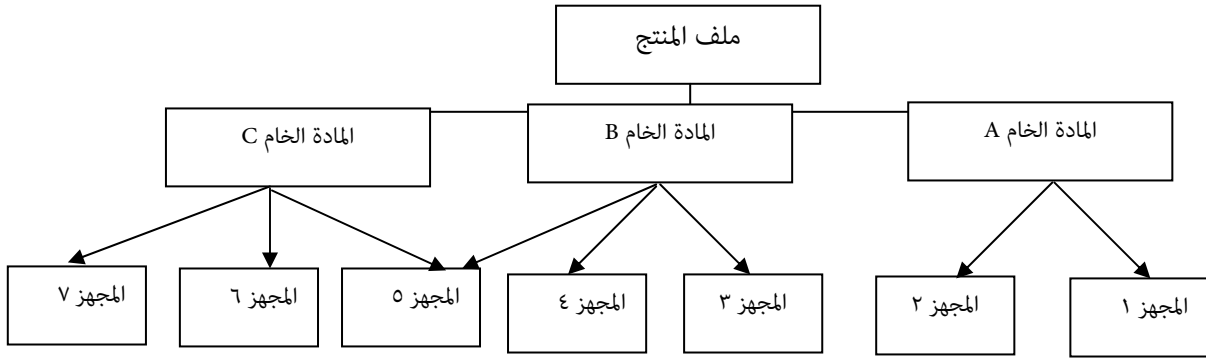 ملف المنتج
المادة الخام A
المادة الخام B
المادة الخام C
المجهز ١
المجهز ٢
المجهز ٣
المجهز ٤
المجهز ٥
المجهز ٦
المجهز ٧